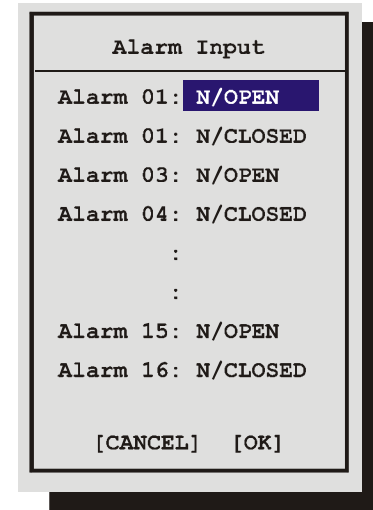 Alarm Input
Alarm 01: N/OPEN
Alarm 01: N/CLOSED
Alarm 03: N/OPEN
Alarm 04: N/CLOSED
:
:
Alarm 15: N/OPEN
Alarm 16: N/CLOSED
[CANCEL] [OK]